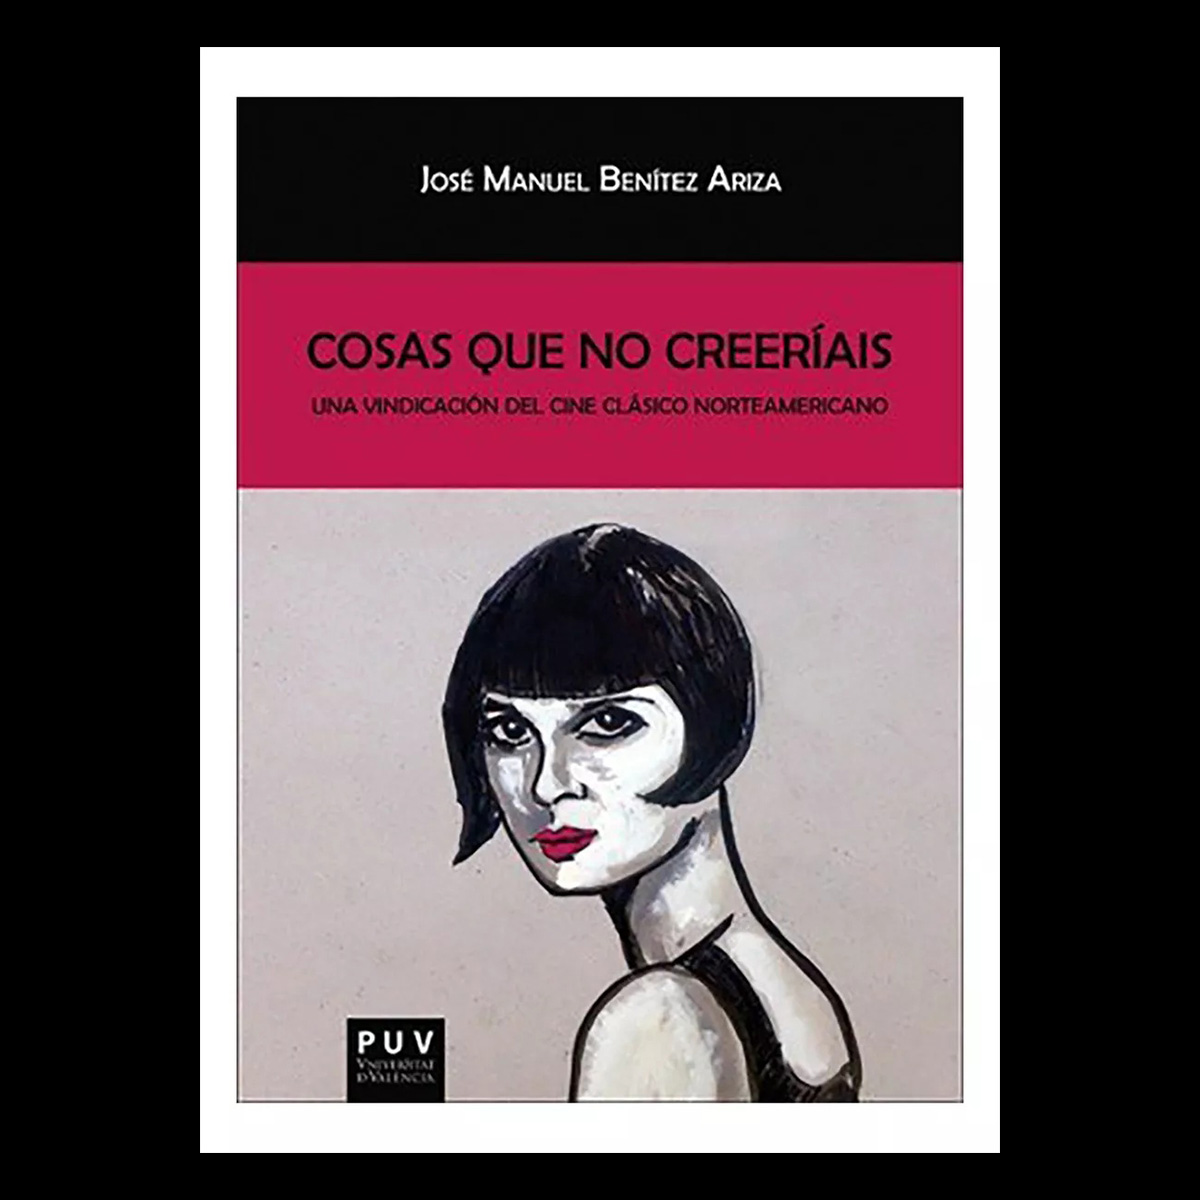 JOSÉ MANUEL BENÍTEZ ARIZA
COSAS QUE NO CREERÍAIS
UNA VINDICACIÓN DEL CINE CLÁSICO NORTEAMERICANO
PUV
VNIVERSITAT
D'VALÈNCIA